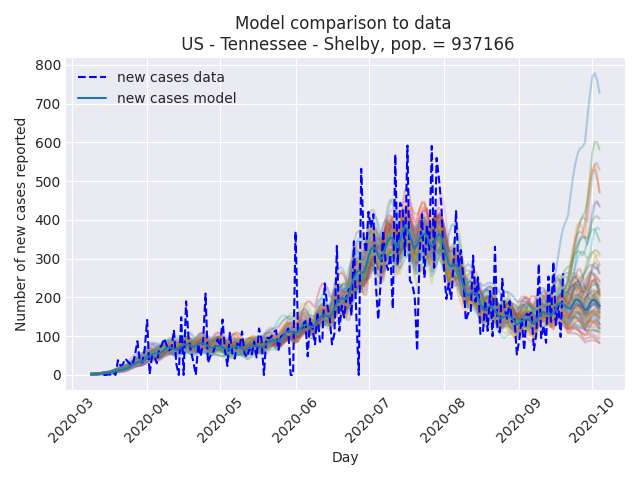 Model comparison to data
US - Tennessee - Shelby, pop. = 937166
new cases data
new cases model
Number of new cases reported
800
700
600
500
400
300
200
100
0
2020-03
2020-04
2020-05
2020-06
2020-07
2020-08
2020-09
2020-10
Day